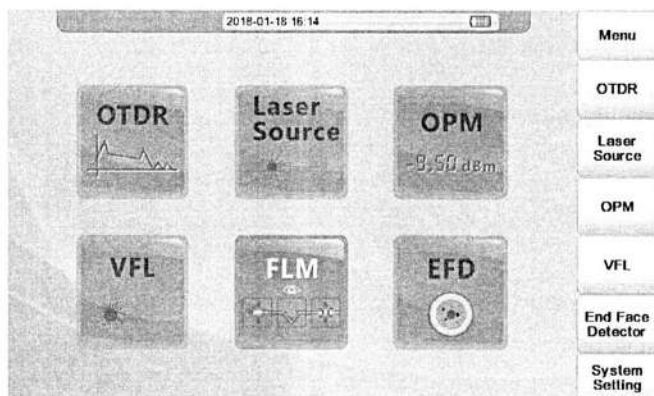 2018-01-18 16:14
OTDR
Laser
Source
OPM
-9.50 dBm
VFL
FLM
EFD
Menu
OTDR
Laser
Source
OPM
VFL
End Face
Detector
System
Setting